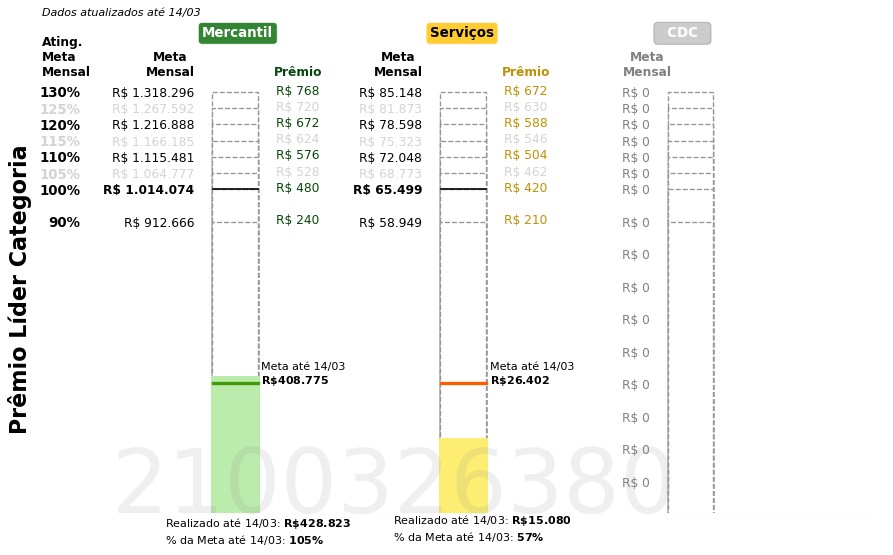 Dados atualizados até 14/03
Mercantil Serviços CDC
Ating.
Meta
Mensal
Meta
Mensal Prêmio
Meta
Mensal Prêmio
Meta
Mensal
130% R$ 1.318.296 R$ 768 R$ 85.148 R$ 672 R$ 0
125% R$ 1.267.592 R$ 720 R$ 81.873 R$ 630 R$ 0
120% R$ 1.216.888 R$ 672 R$ 78.598 R$ 588 R$ 0
115% R$ 1.166.185 R$ 624 R$ 75.323 R$ 546 R$ 0
110% R$ 1.115.481 R$ 576 R$ 72.048 R$ 504 R$ 0
105% R$ 1.064.777 R$ 528 R$ 68.773 R$ 462 R$ 0
100% R$ 1.014.074 R$ 480 R$ 65.499 R$ 420 R$ 0
90% R$ 912.666 R$ 240 R$ 58.949 R$ 210 R$ 0
R$ 0
R$ 0
R$ 0
R$ 0
R$ 0
R$ 0
R$ 0
R$ 0
Prêmio Líder Categoria
Meta até 14/03
R$408.775
Meta até 14/03
R$26.402
2100326380
Realizado até 14/03: R$428.823
% da Meta até 14/03: 105%
Realizado até 14/03: R$15.080
% da Meta até 14/03: 57%